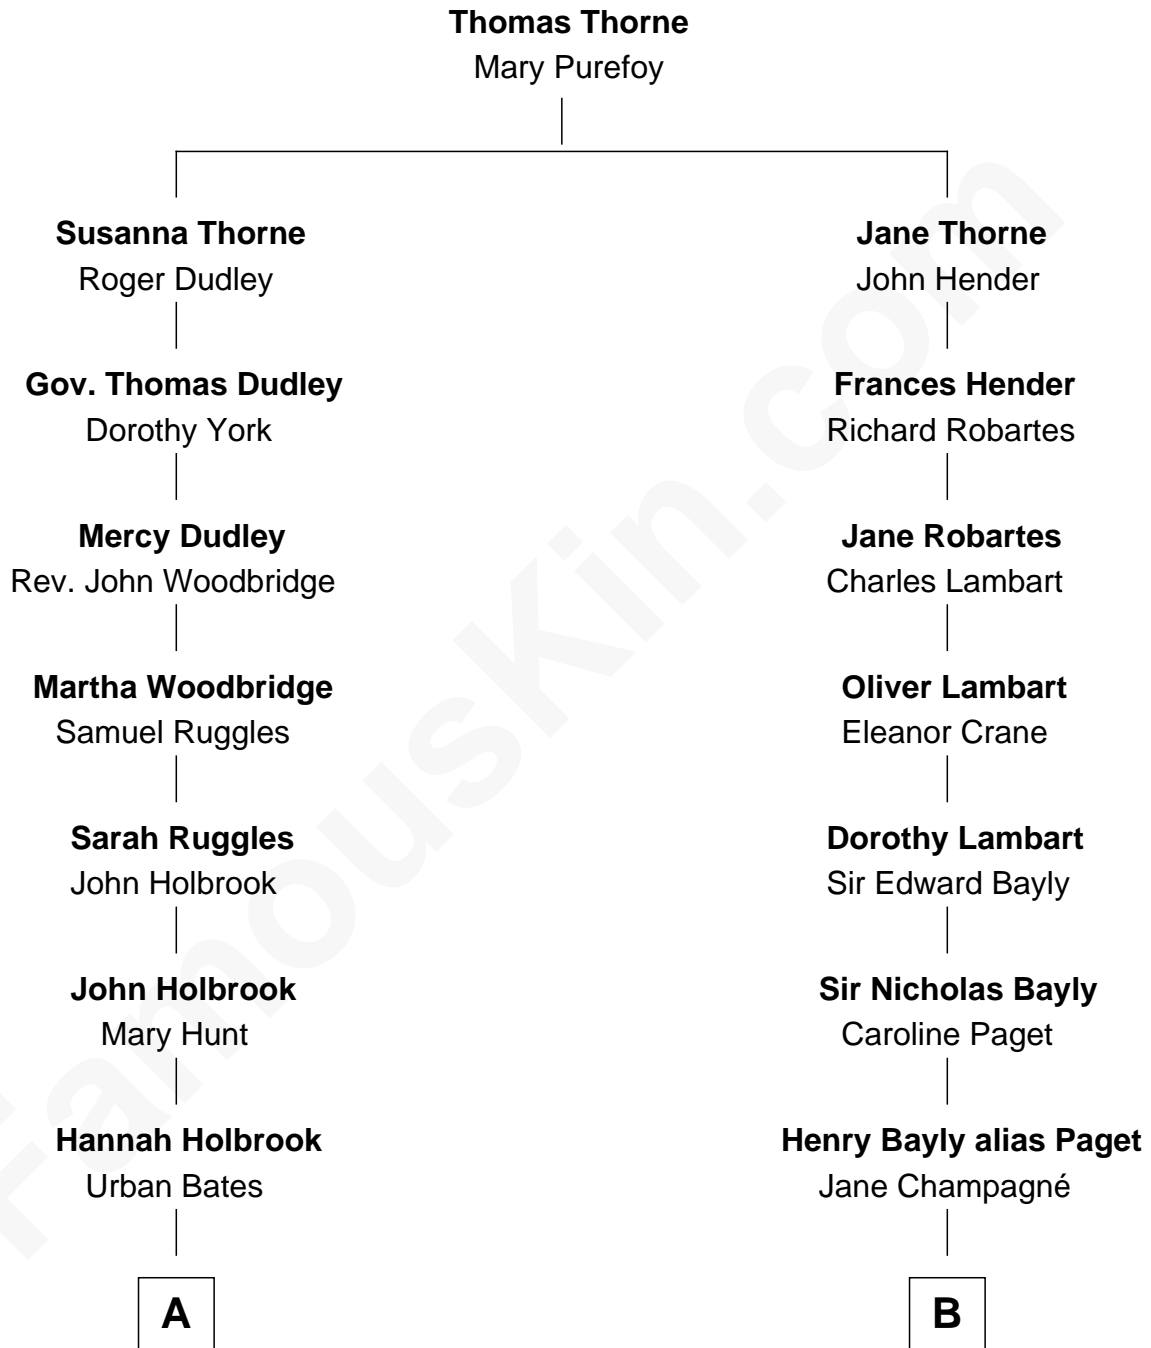 Thomas Thorne
Mary Purefoy
Susanna Thorne
Roger Dudley
Jane Thorne
John Hender
Gov. Thomas Dudley
Dorothy York
Frances Hender
Richard Robartes
Mercy Dudley
Rev. John Woodbridge
Jane Robartes
Charles Lambart
Martha Woodbridge
Samuel Ruggles
Oliver Lambart
Eleanor Crane
Sarah Ruggles
John Holbrook
Dorothy Lambart
Sir Edward Bayly
John Holbrook
Mary Hunt
Sir Nicholas Bayly
Caroline Paget
Hannah Holbrook
Urban Bates
Henry Bayly alias Paget
Jane Champagné
A
B
FamousKin.com